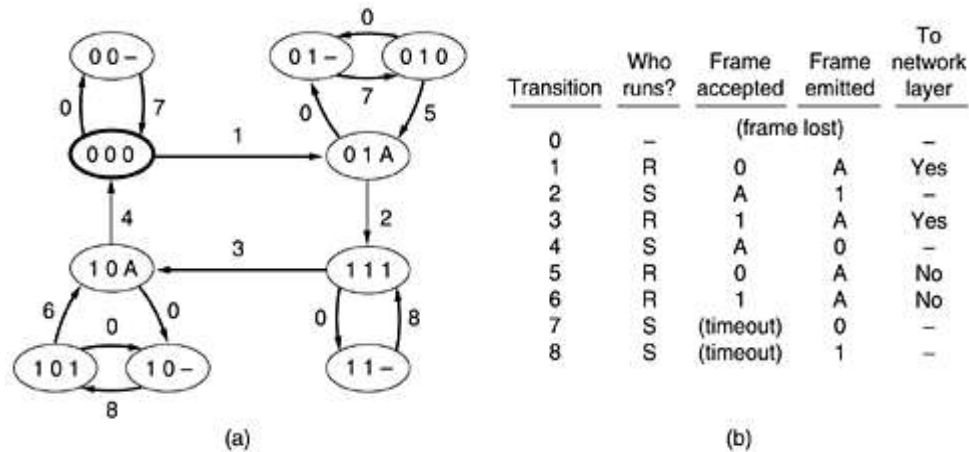 0 0 –
0
7
0 0 0
1
0
0 1 –
0 1 0
7
0
5
0 1 A
4
2
3
1 0 A
1 1 1
6
0
0
0
8
1 0 1
1 0 –
1 1 –
8
(a)
Transition Who runs? Frame accepted Frame emitted To network layer
0 – (frame lost) –
1 R 0 A Yes
2 S A 1 –
3 R 1 A Yes
4 S A 0 –
5 R 0 A No
6 R 1 A No
7 S (timeout) 0 –
8 S (timeout) 1 –
(b)